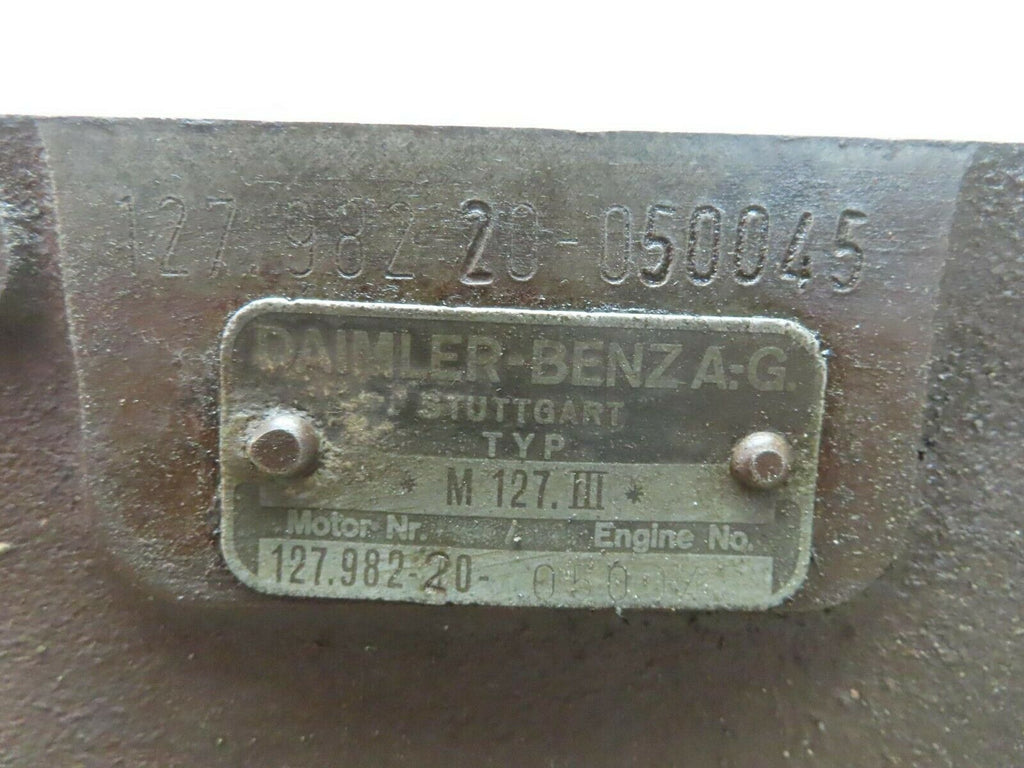 127.982-20-050045
DAIMLER-BENZ A.-G.
STUTTGART
TYP
* M 127.III *
Motor Nr. / Engine No.
127.982-20-